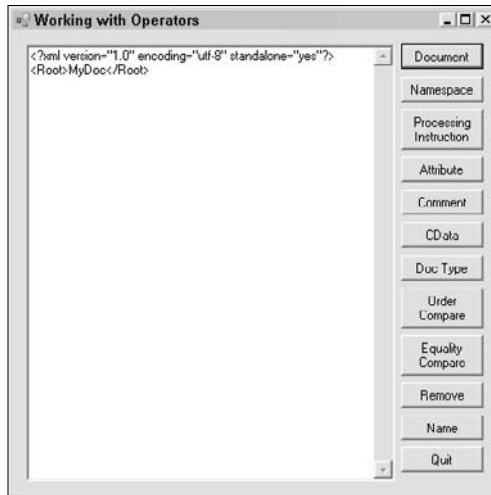 Working with Operators
<?xml version="1.0" encoding="utf-8" standalone="yes"?>
<Root>MyDoc</Root>
Document
Namespace
Processing
Instruction
Attribute
Comment
CData
Doc Type
Order
Compare
Equality
Compare
Remove
Name
Quit